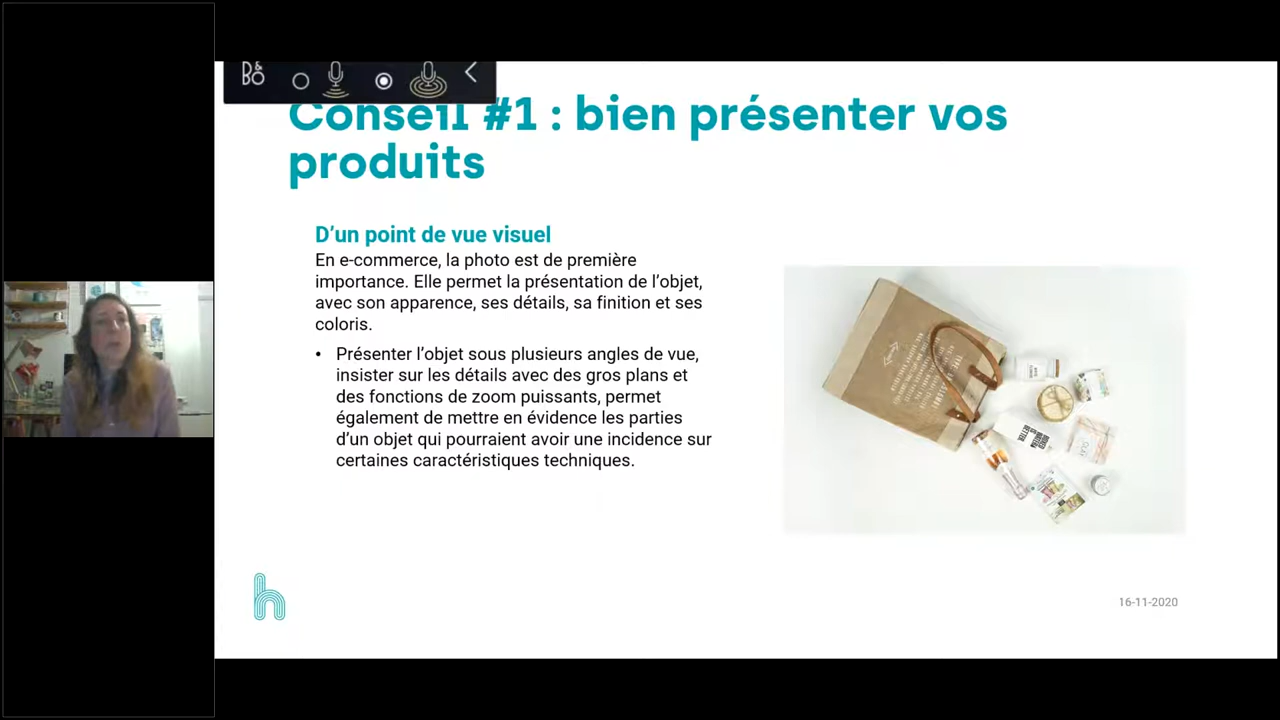 Conseil #1 : bien présenter vos
produits
D’un point de vue visuel
En e-commerce, la photo est de première
importance. Elle permet la présentation de l’objet,
avec son apparence, ses détails, sa finition et ses
coloris.
• Présenter l’objet sous plusieurs angles de vue,
insister sur les détails avec des gros plans et
des fonctions de zoom puissants, permet
également de mettre en évidence les parties
d’un objet qui pourraient avoir une incidence sur
certaines caractéristiques techniques.
16-11-2020